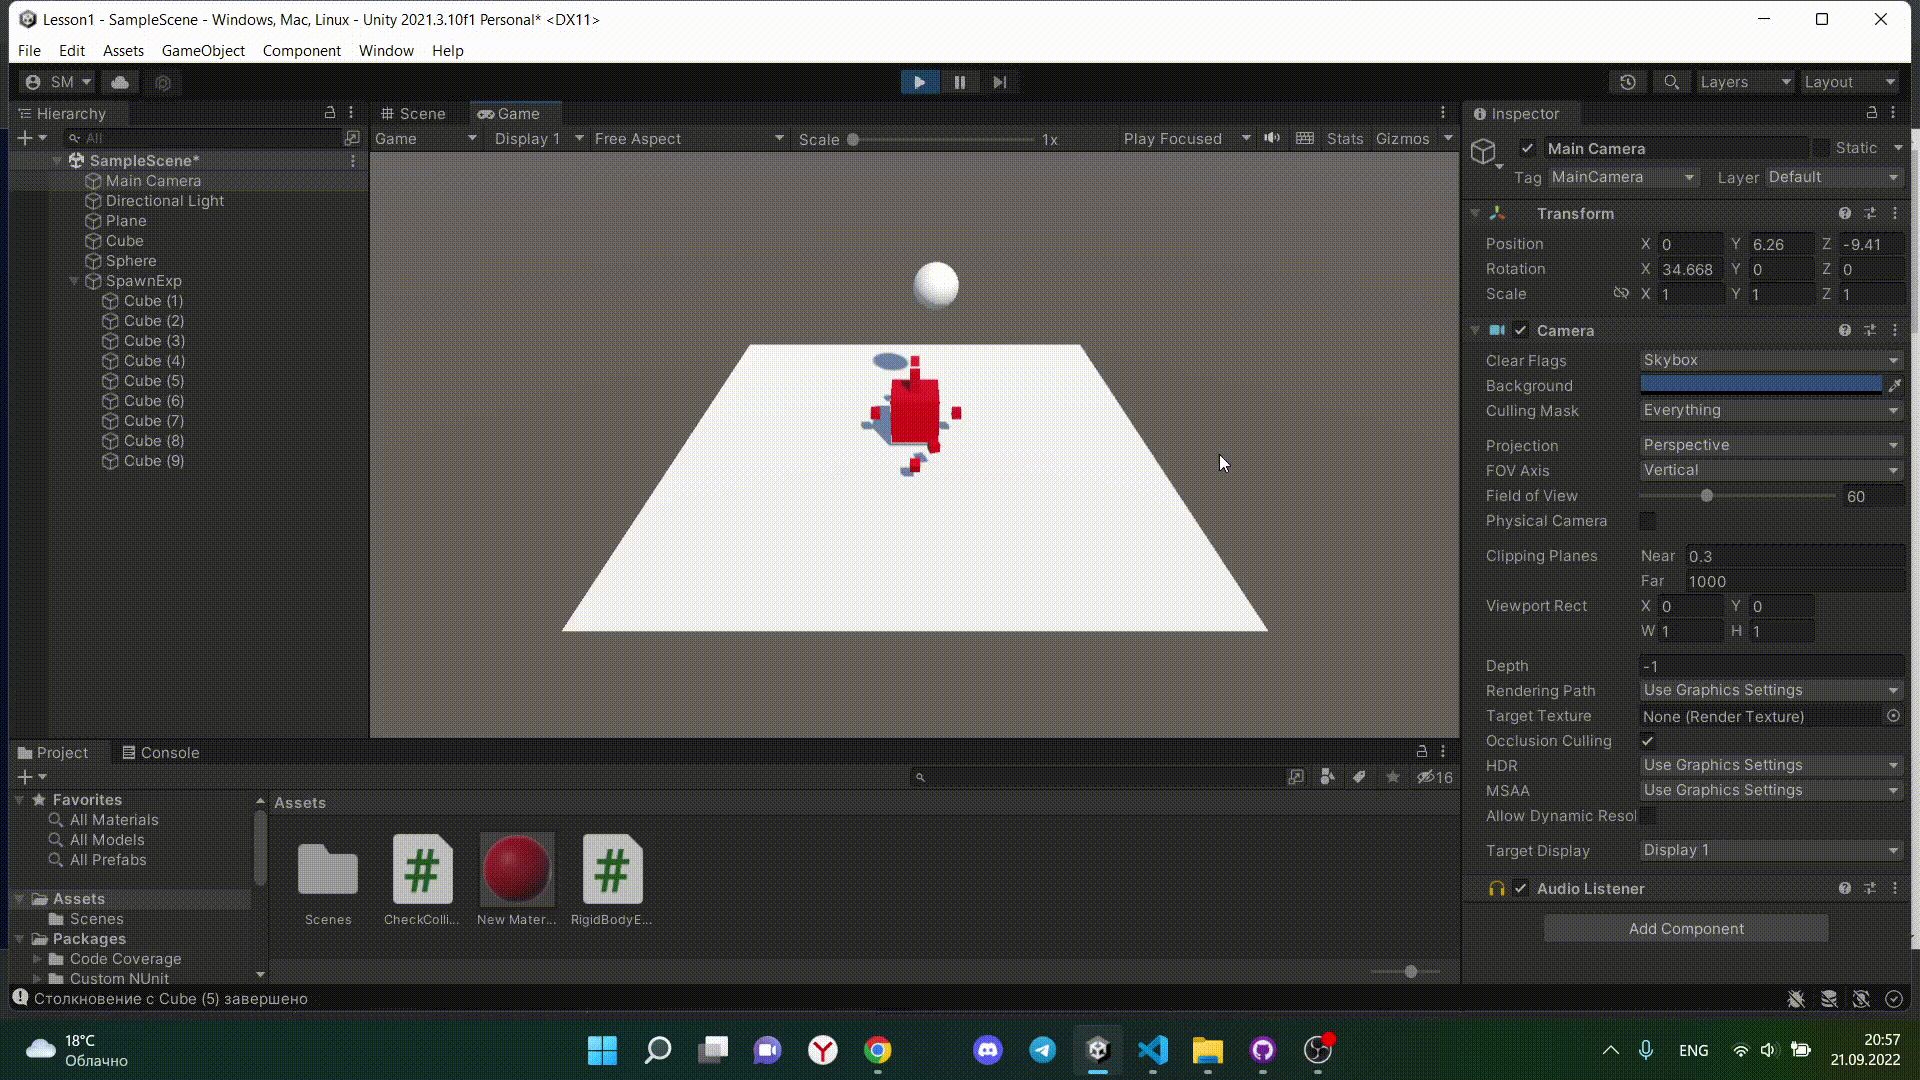 Lesson1 - SampleScene - Windows, Mac, Linux - Unity 2021.3.10f1 Personal* <DX11>
File Edit Assets GameObject Component Window Help
SM
Layers
Layout
Hierarchy
All
SampleScene*
Main Camera
Directional Light
Plane
Cube
Sphere
SpawnExp
Cube (1)
Cube (2)
Cube (3)
Cube (4)
Cube (5)
Cube (6)
Cube (7)
Cube (8)
Cube (9)
Scene Game
Game Display 1 Free Aspect Scale 1x Play Focused Stats Gizmos
Inspector
Main Camera Static
Tag MainCamera Layer Default
Transform
Position X 0 Y 6.26 Z -9.41
Rotation X 34.668 Y 0 Z 0
Scale X 1 Y 1 Z 1
Camera
Clear Flags Skybox
Background
Culling Mask Everything
Projection Perspective
FOV Axis Vertical
Field of View 60
Physical Camera
Clipping Planes Near 0.3
Far 1000
Viewport Rect X 0 Y 0
W 1 H 1
Depth -1
Rendering Path Use Graphics Settings
Target Texture None (Render Texture)
Occlusion Culling
HDR Use Graphics Settings
MSAA Use Graphics Settings
Allow Dynamic Resol
Target Display Display 1
Audio Listener
Add Component
Project Console
16
Favorites
All Materials
All Models
All Prefabs
Assets
Scenes
Packages
Code Coverage
Custom NUnit
Assets
Scenes
CheckColli...
New Mater...
RigidBodyE...
Столкновение с Cube (5) завершено
18°C
Облачно
ENG
20:57
21.09.2022